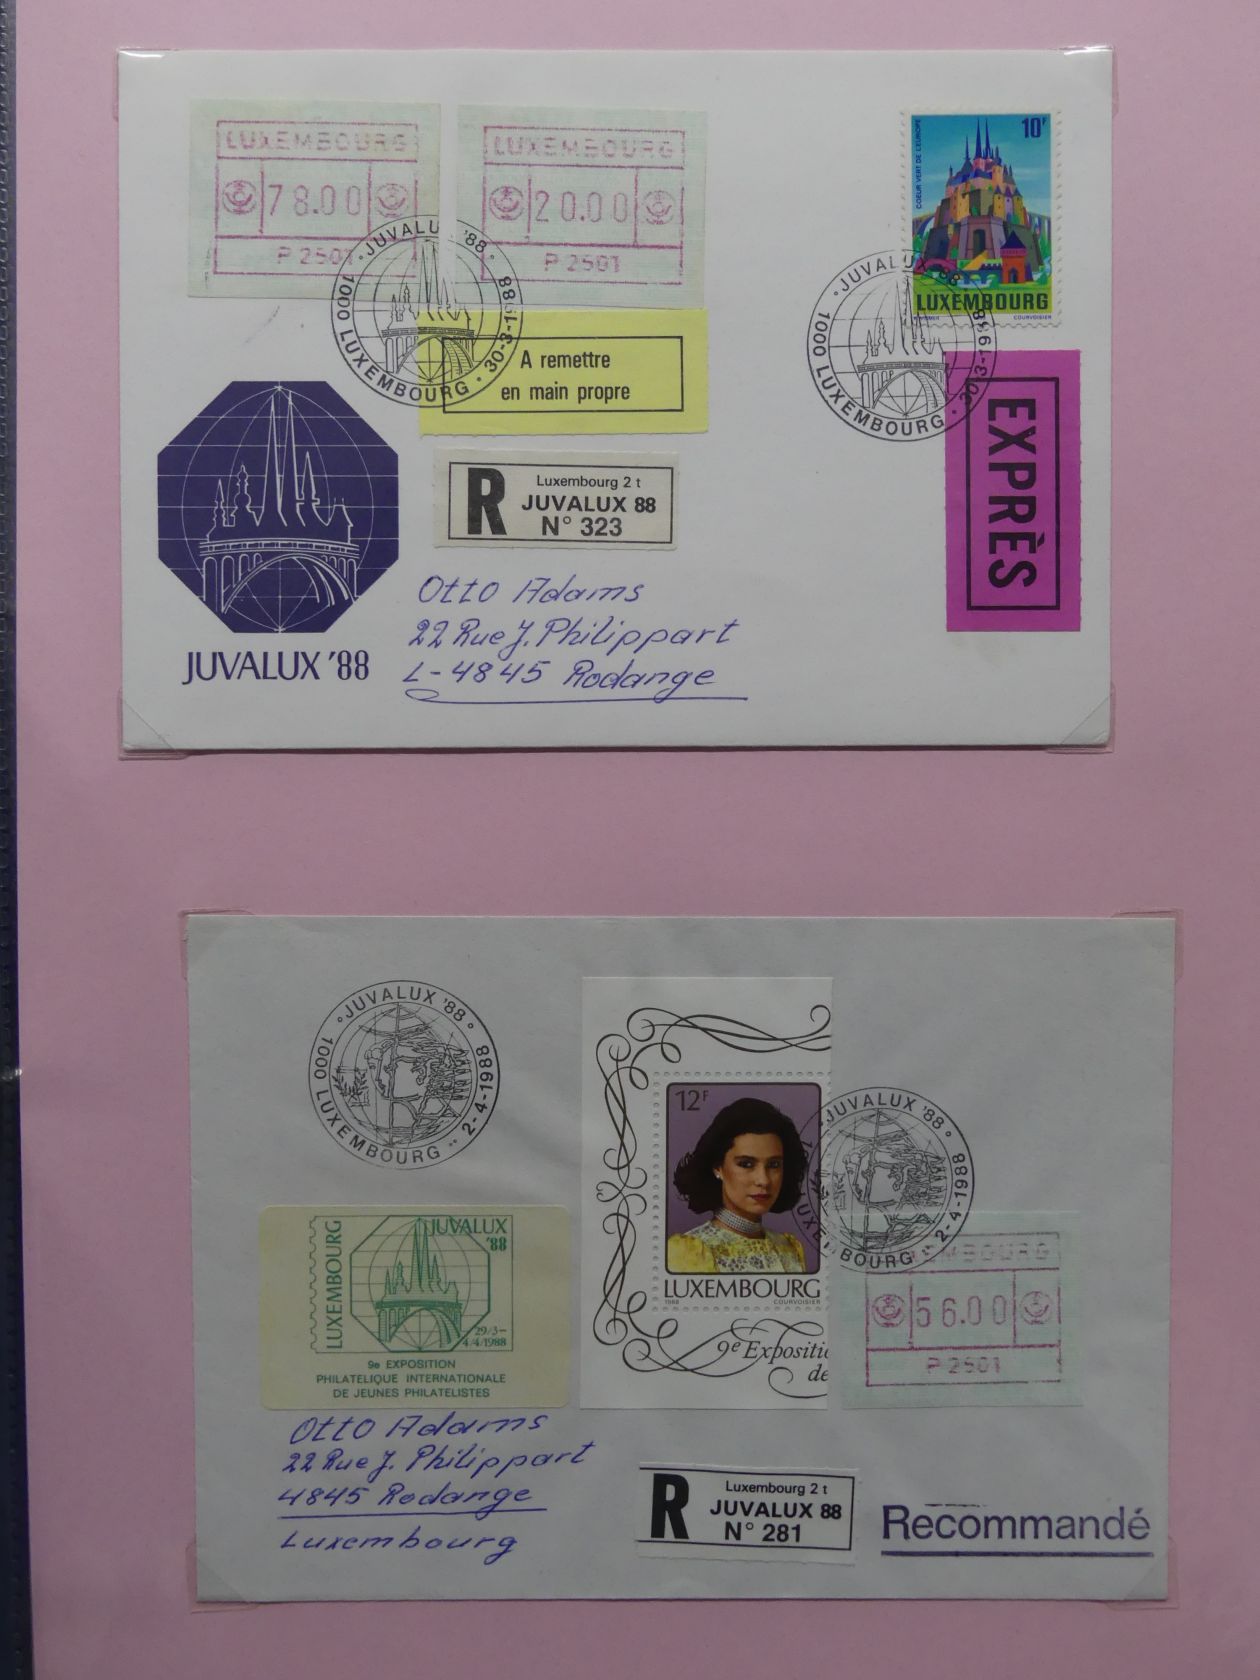 LUXEMBOURG
78.00
P 2501
LUXEMBOURG
20.00
P 2501
JUVALUX '88
1000 LUXEMBOURG · 30-3-1988
A remettre
en main propre
10F
COEUR VERT DE L'EUROPE
LUXEMBOURG
COURVOISIER
JUVALUX '88
1000 LUXEMBOURG · 30-3-1988
EXPRÈS
R
Luxembourg 2 t
JUVALUX 88
N° 323
JUVALUX '88
Otto Adams
22 Rue J. Philippart
L-4845 Rodange
JUVALUX '88
1000 LUXEMBOURG 2-4-1988
12F
LUXEMBOURG
1988 COURVOISIER
9e Expositi
de
JUVALUX '88
LUXEMBOURG 2-4-1988
EMBOURG
56.00
P 2501
LUXEMBOURG
JUVALUX
'88
29/3-
4/4/1988
9e EXPOSITION
PHILATELIQUE INTERNATIONALE
DE JEUNES PHILATELISTES
Otto Adams
22 Rue J. Philippart
4845 Rodange
Luxembourg
R
Luxembourg 2 t
JUVALUX 88
N° 281
Recommandé